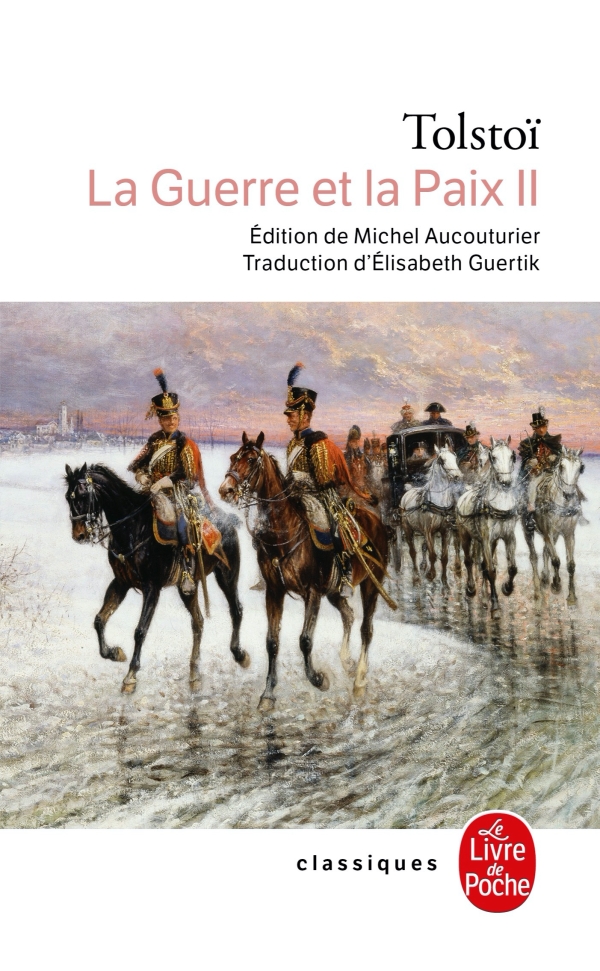 Tolstoï
La Guerre et la Paix II
Édition de Michel Aucouturier
Traduction d'Élisabeth Guertik
classiques
Le
Livre
de
Poche